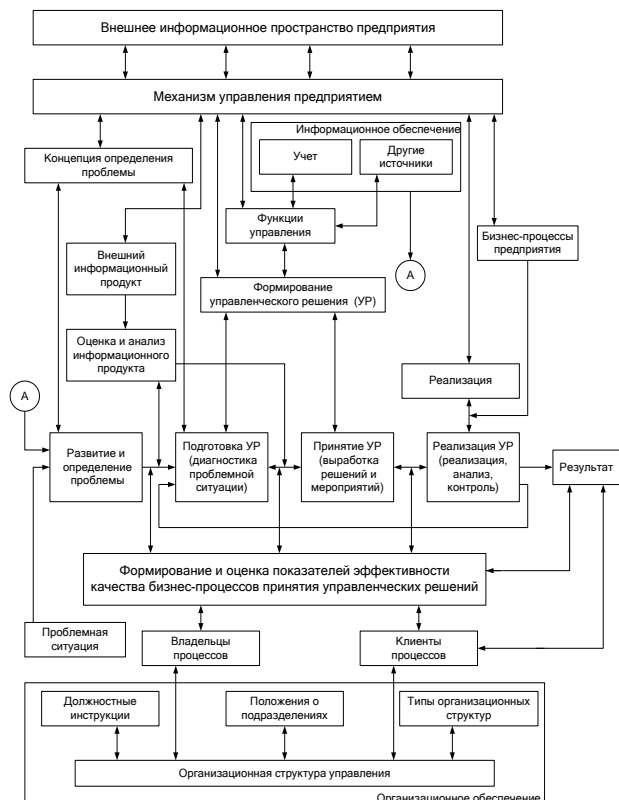 Внешнее информационное пространство предприятия
Механизм управления предприятием
Информационное обеспечение
Концепция определения
проблемы
Учет
Другие
источники
Функции
управления
Бизнес-процессы
предприятия
Внешний
информационный
продукт
А
Формирование
управленческого решения (УР)
Оценка и анализ
информационного
продукта
Реализация
А
Развитие и
определение
проблемы
Подготовка УР
(диагностика
проблемной
ситуации)
Принятие УР
(выработка
решений и
мероприятий)
Реализация УР
(реализация,
анализ,
контроль)
Результат
Формирование и оценка показателей эффективности
качества бизнес-процессов принятия управленческих решений
Проблемная
ситуация
Владельцы
процессов
Клиенты
процессов
Должностные
инструкции
Положения о
подразделениях
Типы организационных
структур
Организационная структура управления
Организационное обеспечение